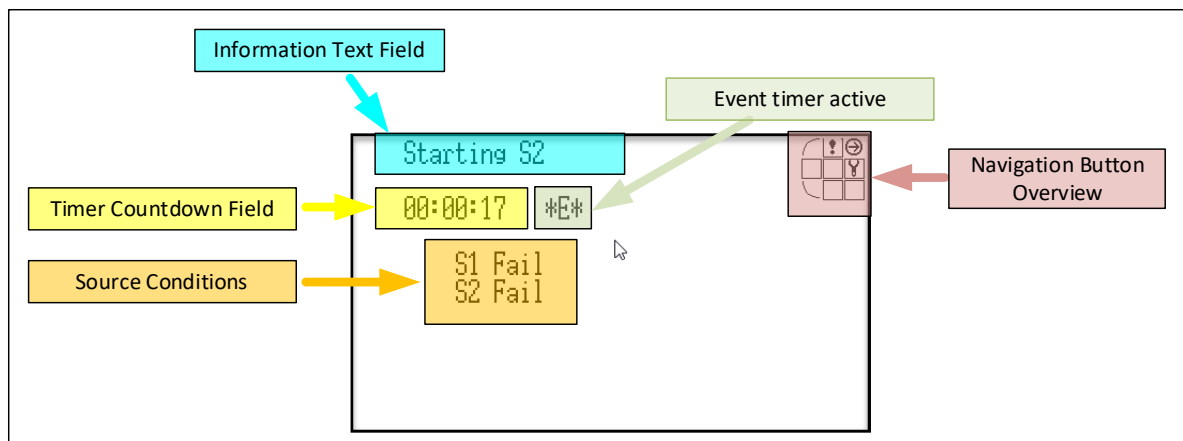 Information Text Field
Event timer active
Starting S2
Navigation Button
Overview
Timer Countdown Field
00:00:17 *E*
S1 Fail
Source Conditions
S2 Fail